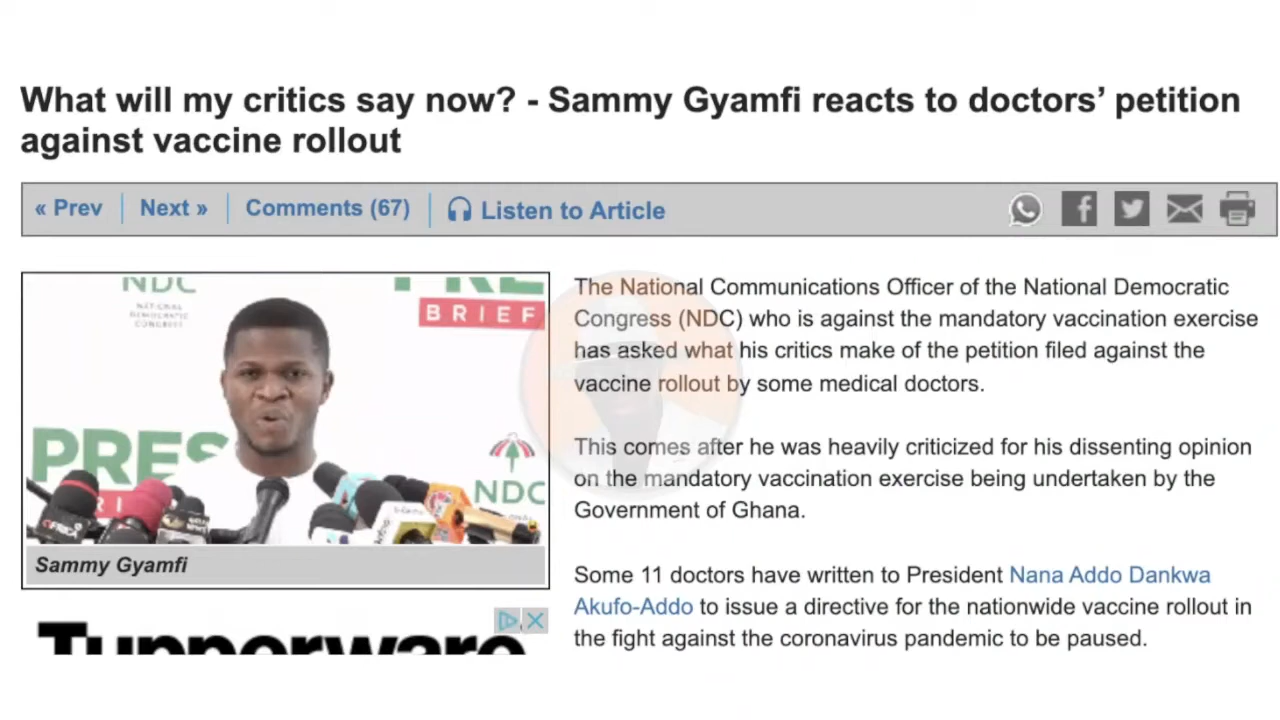 What will my critics say now? - Sammy Gyamfi reacts to doctors’ petition
against vaccine rollout
« Prev
Next »
Comments (67)
Listen to Article
NDC
NATIONAL
DEMOCRATIC
CONGRESS
PRE
BRIEF
PRES
NDC
Sammy Gyamfi
Tupperware
The National Communications Officer of the National Democratic
Congress (NDC) who is against the mandatory vaccination exercise
has asked what his critics make of the petition filed against the
vaccine rollout by some medical doctors.
This comes after he was heavily criticized for his dissenting opinion
on the mandatory vaccination exercise being undertaken by the
Government of Ghana.
Some 11 doctors have written to President Nana Addo Dankwa
Akufo-Addo to issue a directive for the nationwide vaccine rollout in
the fight against the coronavirus pandemic to be paused.